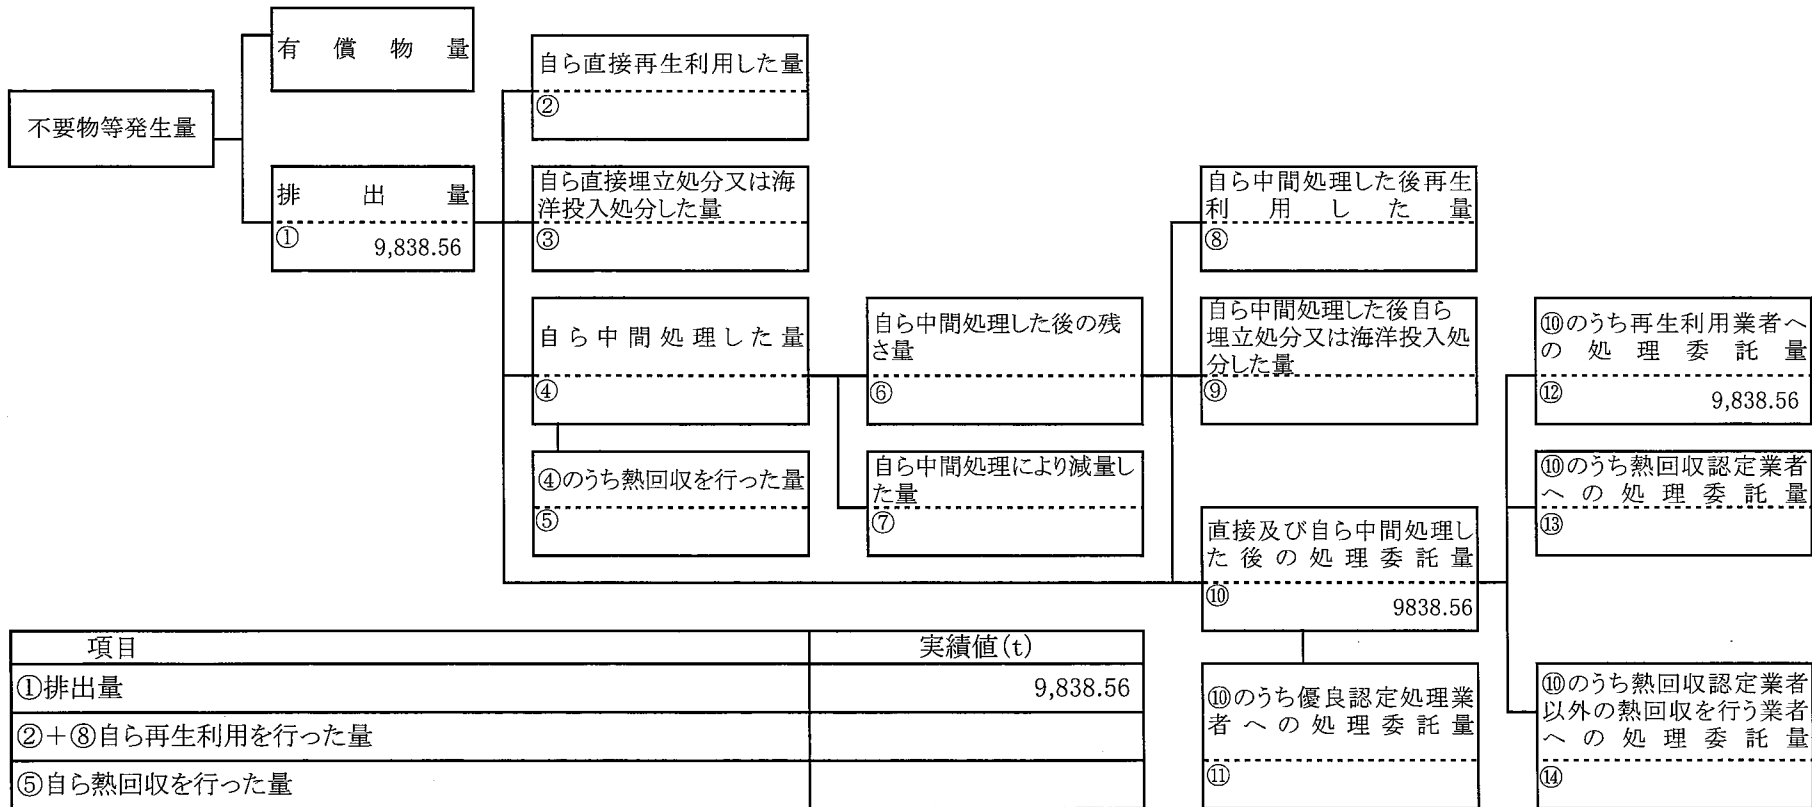 不要物等発生量
有償物量
排出量
①
9,838.56
自ら直接再生利用した量
②
自ら直接埋立処分又は海
洋投入処分した量
③
自ら中間処理した量
④
④のうち熱回収を行った量
⑤
自ら中間処理した後の残
さ量
⑥
自ら中間処理により減量し
た量
⑦
自ら中間処理した後再生
利用した量
⑧
自ら中間処理した後自ら
埋立処分又は海洋投入処
分した量
⑨
直接及び自ら中間処理し
た後の処理委託量
⑩
9838.56
⑩のうち優良認定処理業
者への処理委託量
⑪
⑩のうち再生利用業者へ
の処理委託量
⑫
9,838.56
⑩のうち熱回収認定業者
への処理委託量
⑬
⑩のうち熱回収認定業者
以外の熱回収を行う業者
への処理委託量
⑭
項目 実績値(t)
①排出量 9,838.56
②+⑧自ら再生利用を行った量
⑤自ら熱回収を行った量